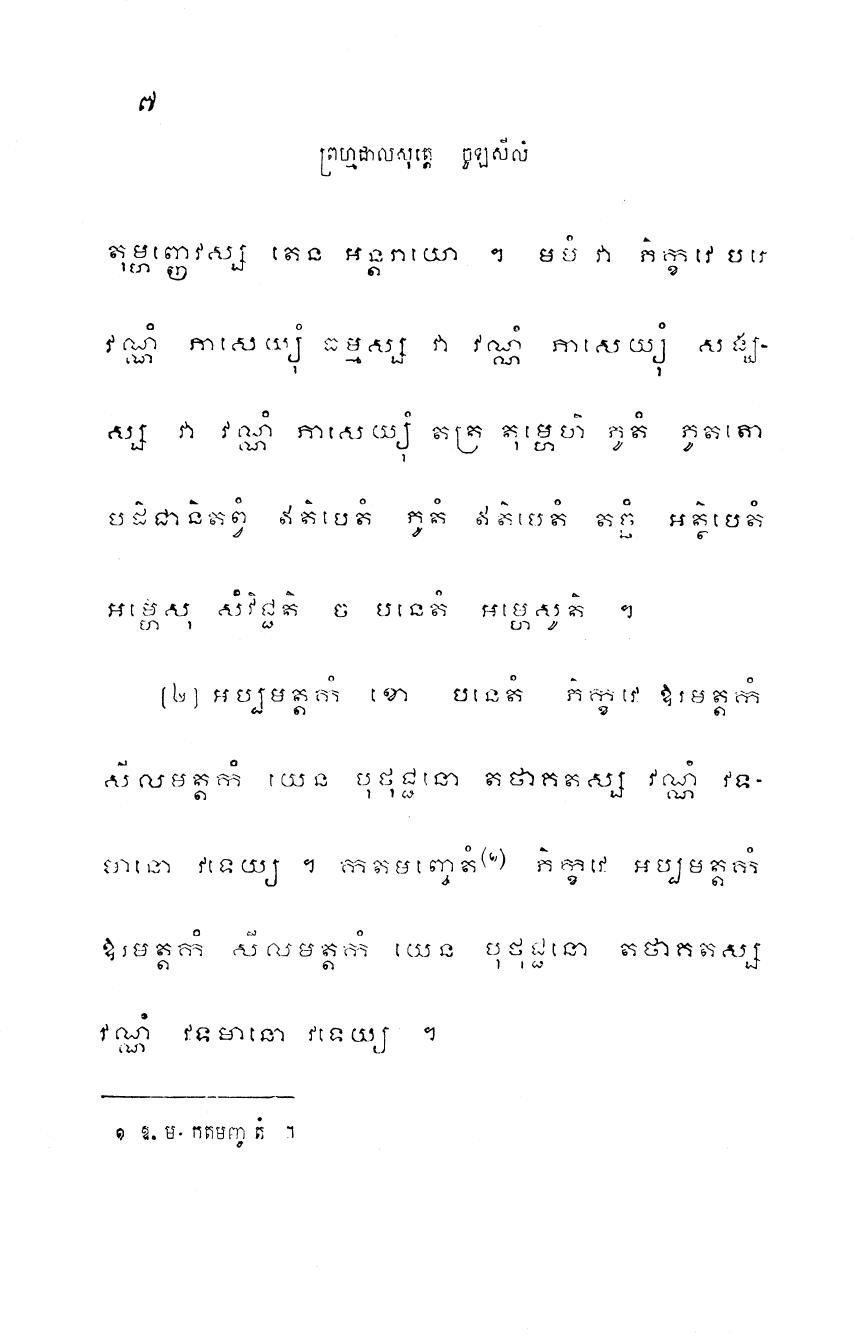 ៧
ព្រហ្មជាលសុត្តេ ចូឡសីលំ
តុម្ហញ្ញេវស្ស តេន អន្តរាយោ ។ មមំ វា ភិក្ខវេ បរេ
វណ្ណំ ភាសេយ្យុំ ធម្មស្ស វា វណ្ណំ ភាសេយ្យុំ សង្ឃ-
ស្ស វា វណ្ណំ ភាសេយ្យុំ តត្រ តុម្ហេហិ ភូតំ ភូតតោ
បដិជានិតព្វំ ឥតិបេតំ ភូតំ ឥតិបេតំ តច្ឆំ អត្ថិបេតំ
អម្ហេសុ សំវិជ្ជតិ ច បនេតំ អម្ហេសូតិ ។
[២] អប្បមត្តកំ ខោ បនេតំ ភិក្ខវេ ឱរមត្តកំ
សីលមត្តកំ យេន បុថុជ្ជនោ តថាគតស្ស វណ្ណំ វទ-
មានោ វទេយ្យ ។ កតមញ្ចេតំ(១) ភិក្ខវេ អប្បមត្តកំ
ឱរមត្តកំ សីលមត្តកំ យេន បុថុជ្ជនោ តថាគតស្ស
វណ្ណំ វទមានោ វទេយ្យ ។
១ ឱ. ម. កតមញ្ច តំ ។